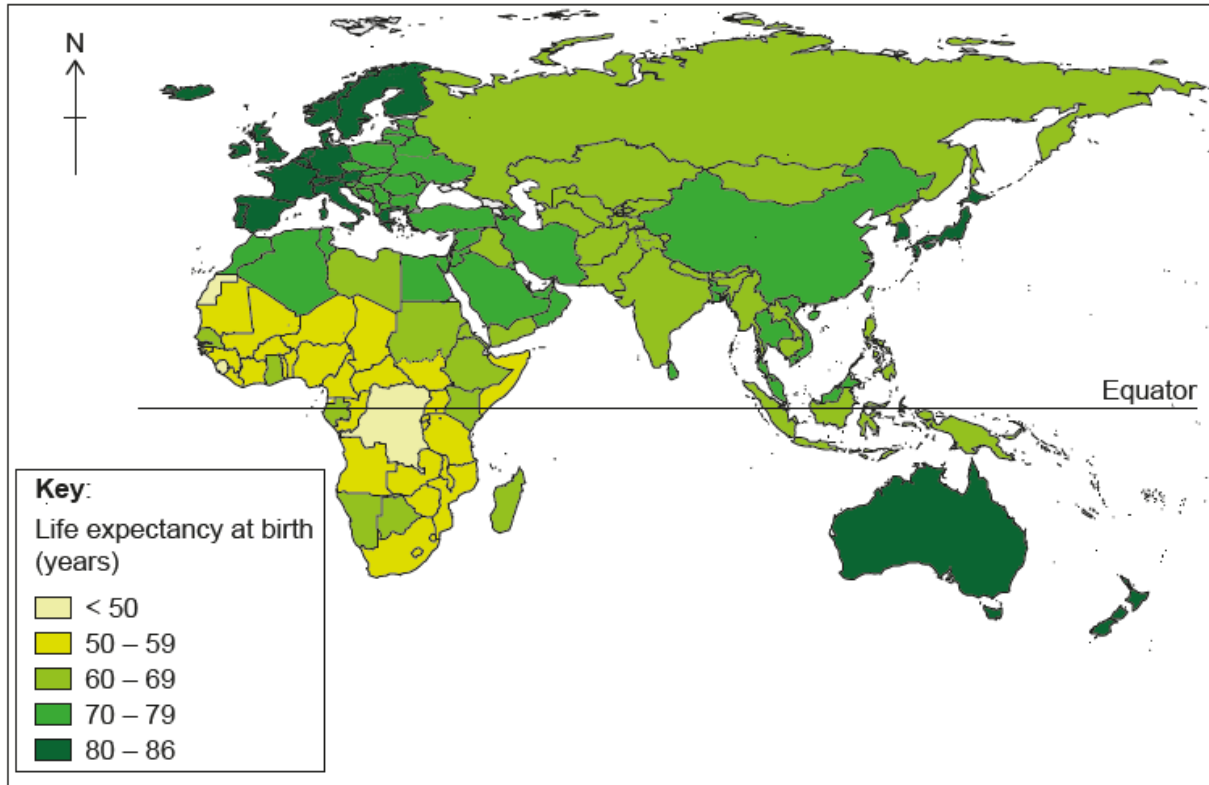 N
Equator
Key:
Life expectancy at birth
(years)
< 50
50 – 59
60 – 69
70 – 79
80 – 86